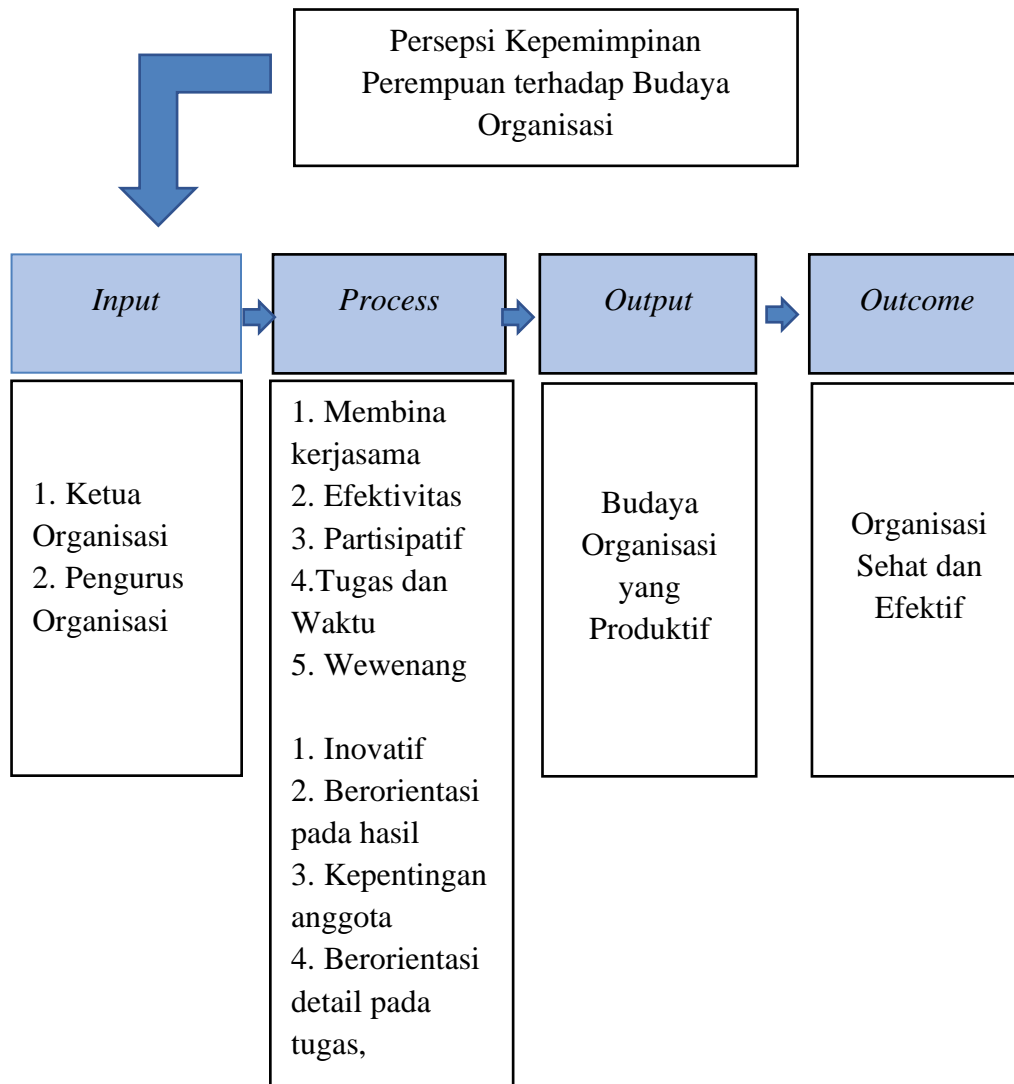 Persepsi Kepemimpinan
Perempuan terhadap Budaya
Organisasi
Input
Process
Output
Outcome
1. Ketua
Organisasi
2. Pengurus
Organisasi
1. Membina
kerjasama
2. Efektivitas
3. Partisipatif
4.Tugas dan
Waktu
5. Wewenang
1. Inovatif
2. Berorientasi
pada hasil
3. Kepentingan
anggota
4. Berorientasi
detail pada
tugas,
Budaya
Organisasi
yang
Produktif
Organisasi
Sehat dan
Efektif